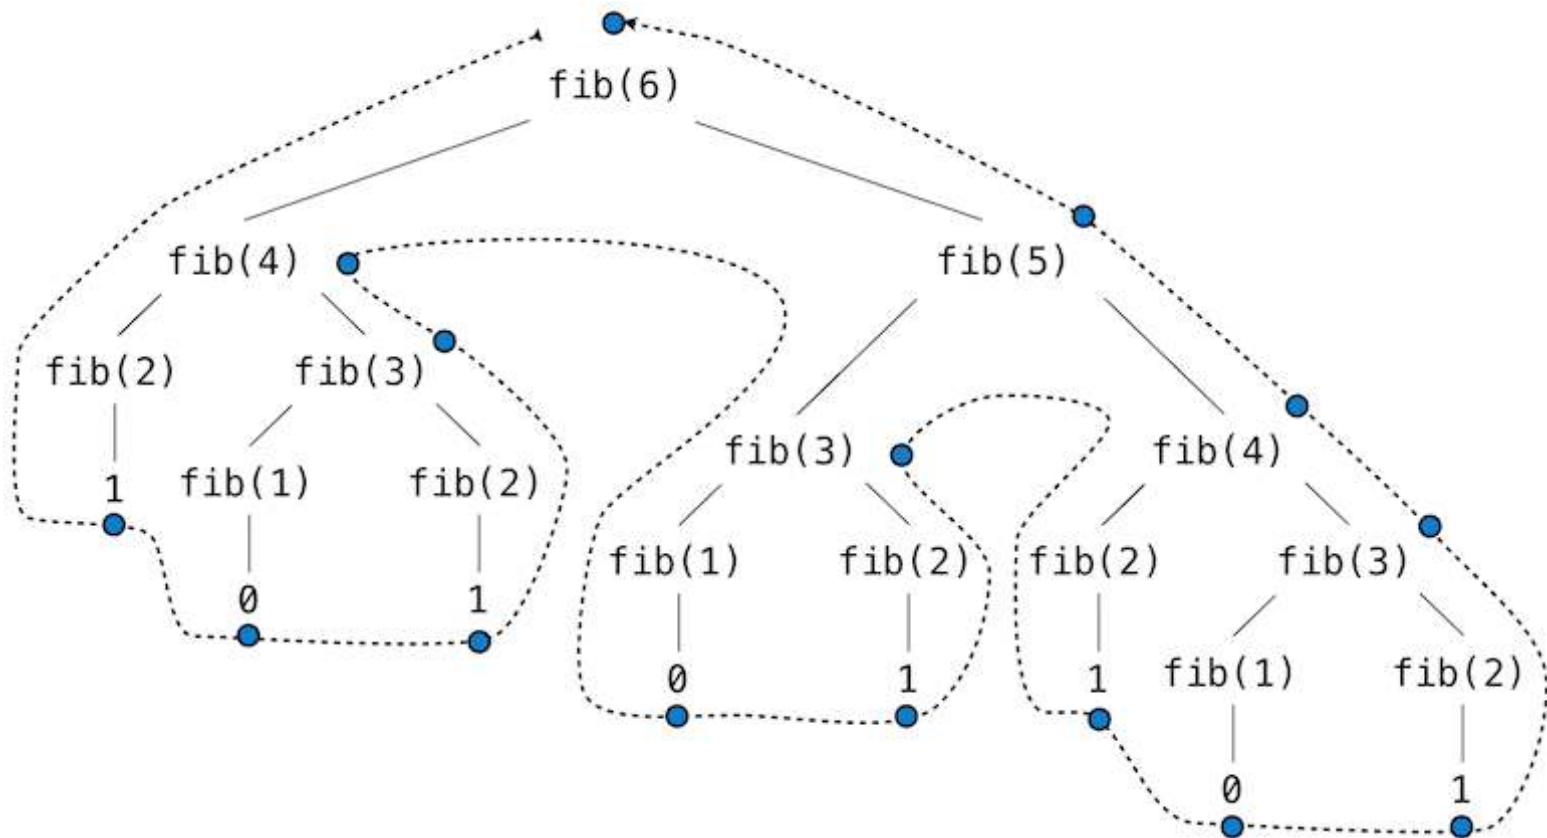 fib(6)
fib(4) fib(5)
fib(2) fib(3)
fib(3) fib(4)
1 fib(1) fib(2)
fib(1) fib(2) fib(2) fib(3)
0 1
0 1 1 fib(1) fib(2)
0 1